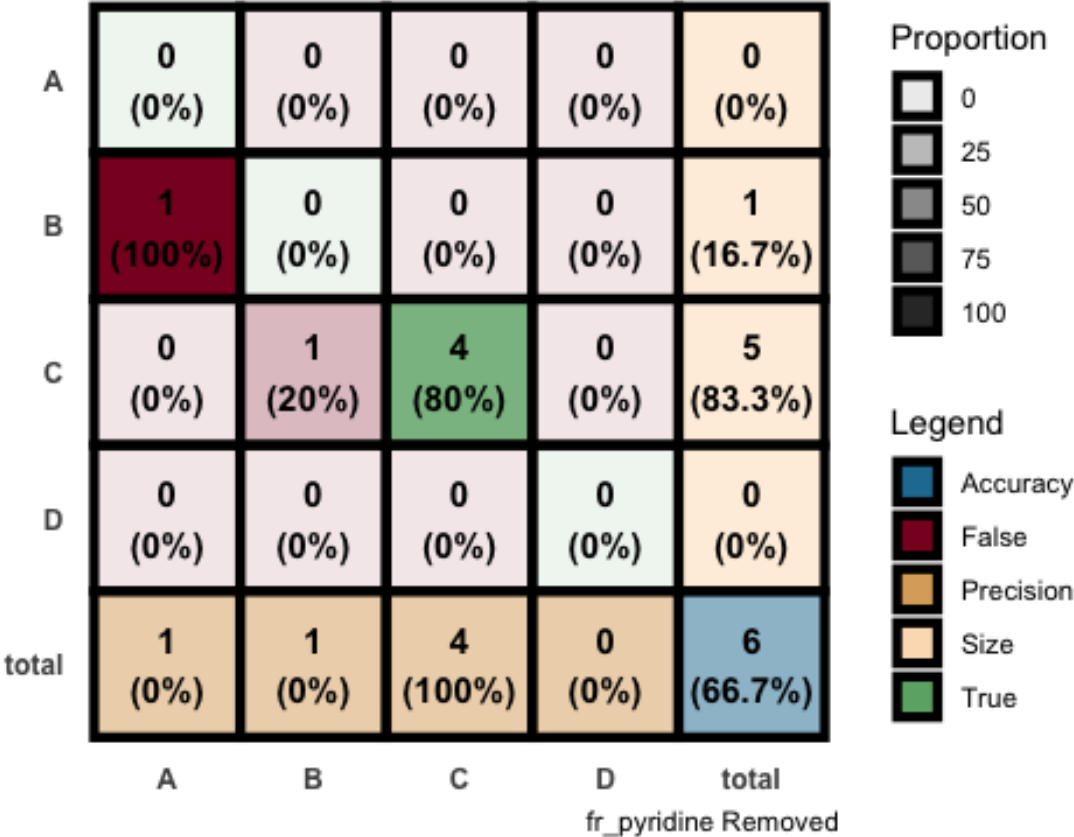 A
0 0 0 0 0
(0%) (0%) (0%) (0%) (0%)
B
1 0 0 0 1
(100%) (0%) (0%) (0%) (16.7%)
C
0 1 4 0 5
(0%) (20%) (80%) (0%) (83.3%)
D
0 0 0 0 0
(0%) (0%) (0%) (0%) (0%)
total
1 1 4 0 6
(0%) (0%) (100%) (0%) (66.7%)
A B C D total
fr_pyridine Removed
Proportion
0
25
50
75
100
Legend
Accuracy
False
Precision
Size
True